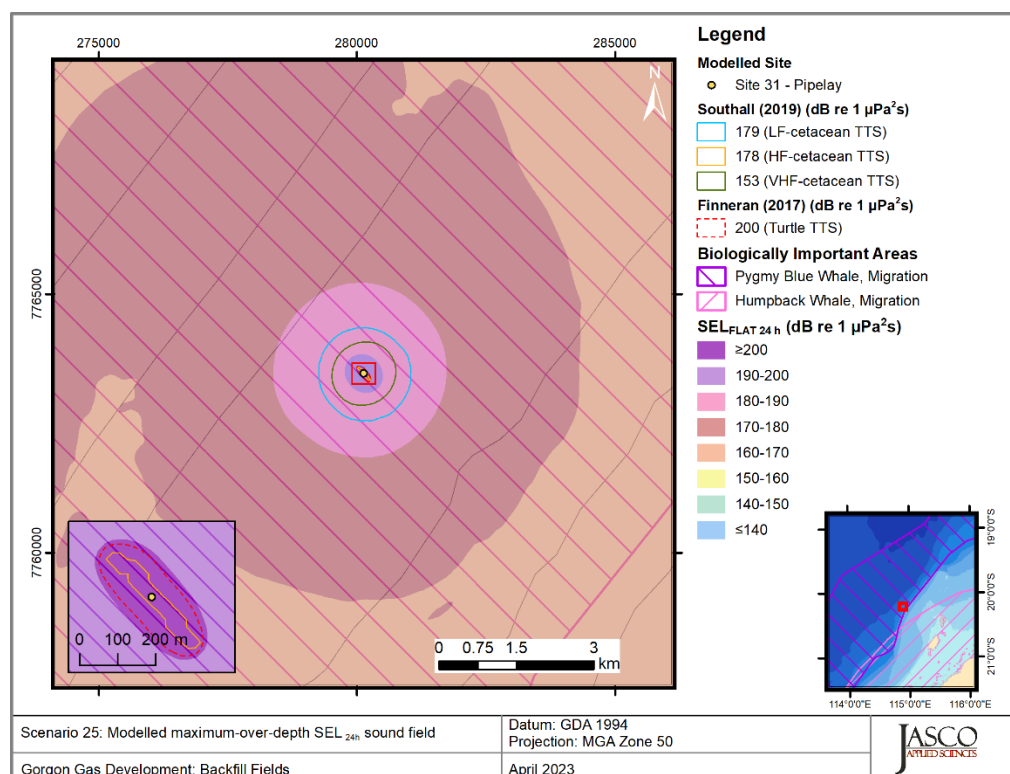 275000 280000 285000
7765000
7760000
N
0 100 200 m
0 0.75 1.5 3
km
Legend
Modelled Site
Site 31 - Pipelay
Southall (2019) (dB re 1 µPa²s)
179 (LF-cetacean TTS)
178 (HF-cetacean TTS)
153 (VHF-cetacean TTS)
Finneran (2017) (dB re 1 µPa²s)
200 (Turtle TTS)
Biologically Important Areas
Pygmy Blue Whale, Migration
Humpback Whale, Migration
SELFLAT 24 h (dB re 1 µPa²s)
≥200
190-200
180-190
170-180
160-170
150-160
140-150
≤140
19°0'0"S
20°0'0"S
21°0'0"S
114°0'0"E 115°0'0"E 116°0'0"E
Scenario 25: Modelled maximum-over-depth SEL 24h sound field
Datum: GDA 1994
Projection: MGA Zone 50
Gorgon Gas Development: Backfill Fields
April 2023
JASCO
APPLIED SCIENCES